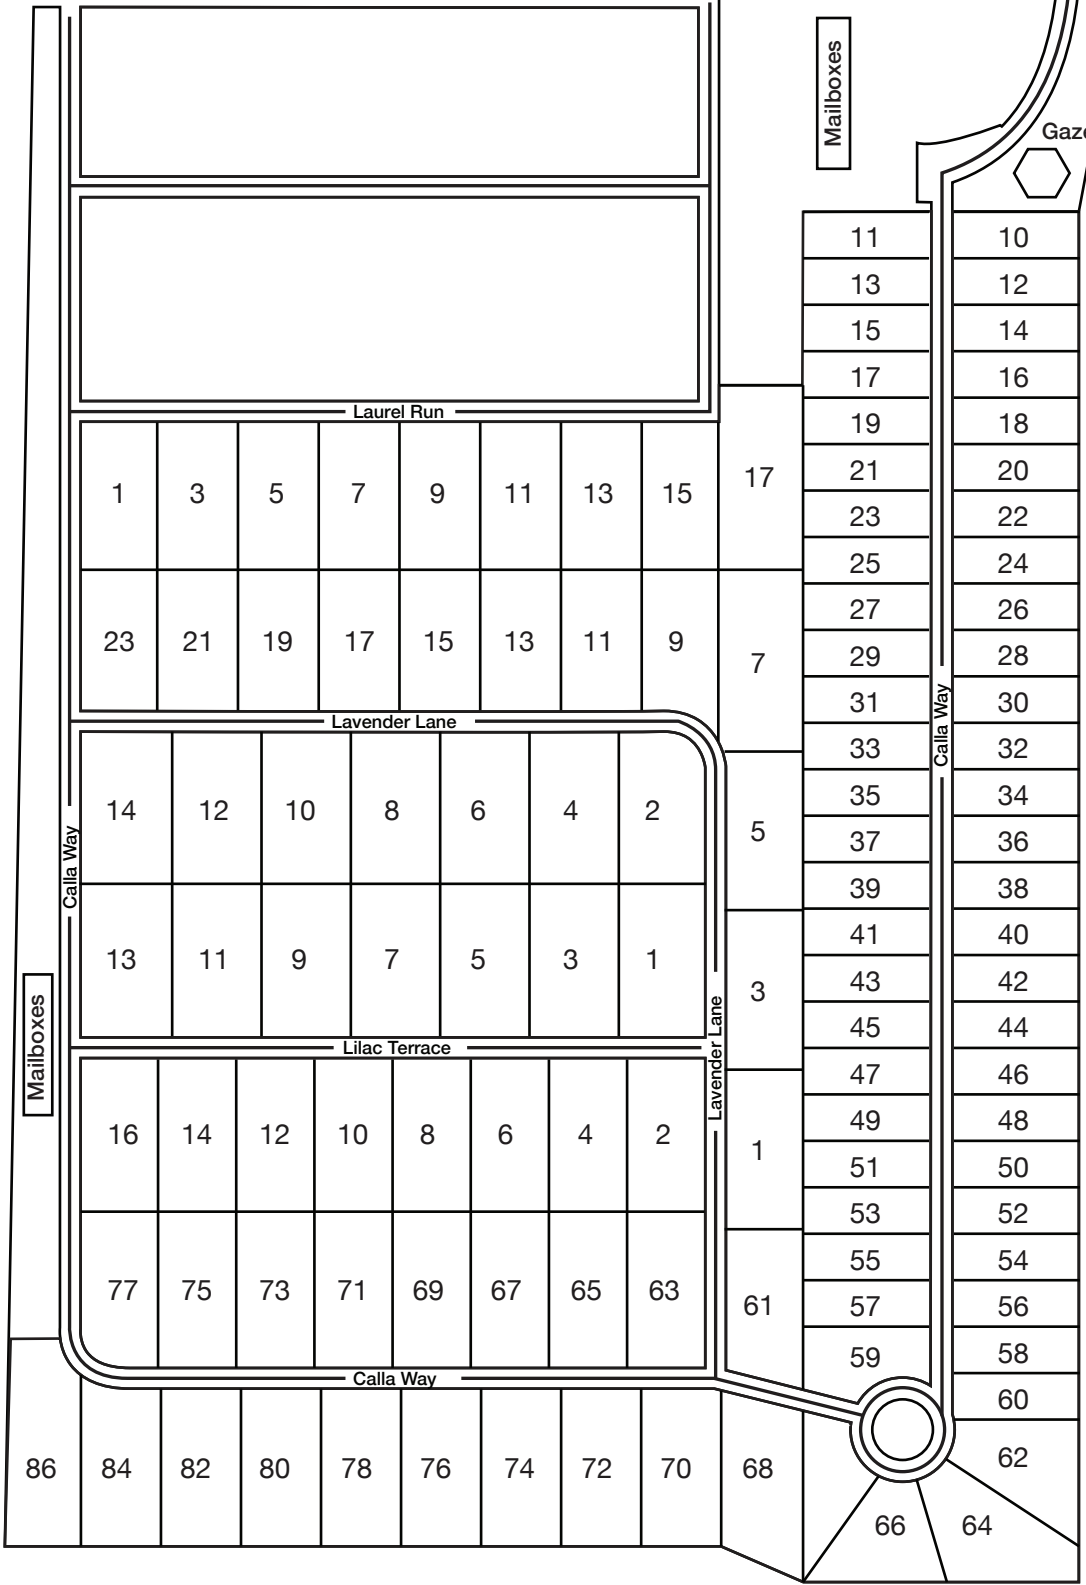 Mailboxes
Gaze
11 10
13 12
15 14
17 16
19 18
21 20
23 22
25 24
27 26
29 28
31 30
33 32
35 34
37 36
39 38
41 40
43 42
45 44
47 46
49 48
51 50
53 52
55 54
57 56
59 58
60
62
66 64
Calla Way
Laurel Run
1 3 5 7 9 11 13 15 17
23 21 19 17 15 13 11 9 7
Lavender Lane
14 12 10 8 6 4 2 5
Calla Way
13 11 9 7 5 3 1 3
Mailboxes
Lilac Terrace
Lavender Lane
16 14 12 10 8 6 4 2 1
77 75 73 71 69 67 65 63 61
Calla Way
86 84 82 80 78 76 74 72 70 68